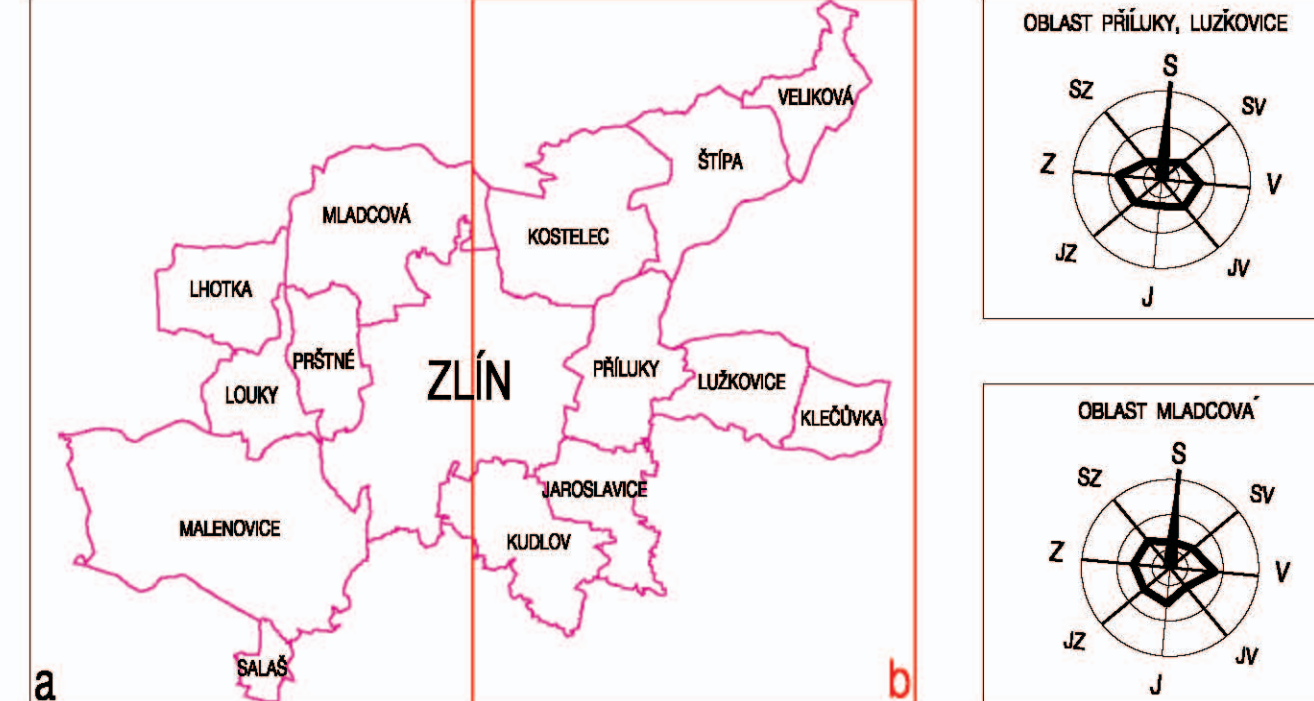 VELIKOVÁ
ŠTÍPA
MLADCOVÁ
KOSTELEC
LHOTKA
PRŠTNÉ
ZLÍN
PŘÍLUKY
LOUKY
LUŽKOVICE
KLEČŮVKA
JAROSLAVICE
MALENOVICE
KUDLOV
SALAŠ
a
b
OBLAST PŘÍLUKY, LUŽKOVICE
S
SZ
SV
Z
V
JZ
JV
J
OBLAST MLADCOVÁ
S
SZ
SV
Z
V
JZ
JV
J